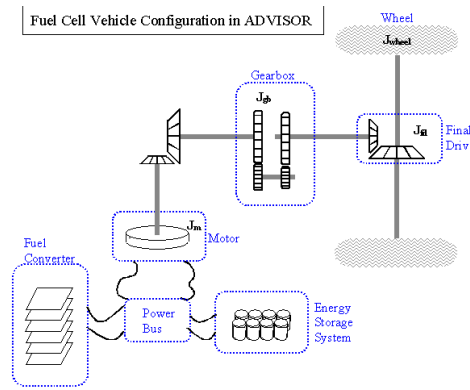 Fuel Cell Vehicle Configuration in ADVISOR
Wheel
Jwheel
Gearbox
Jgb
Jfd
Final
Driv
Jm
Motor
Fuel
Converter
Power
Bus
Energy
Storage
System